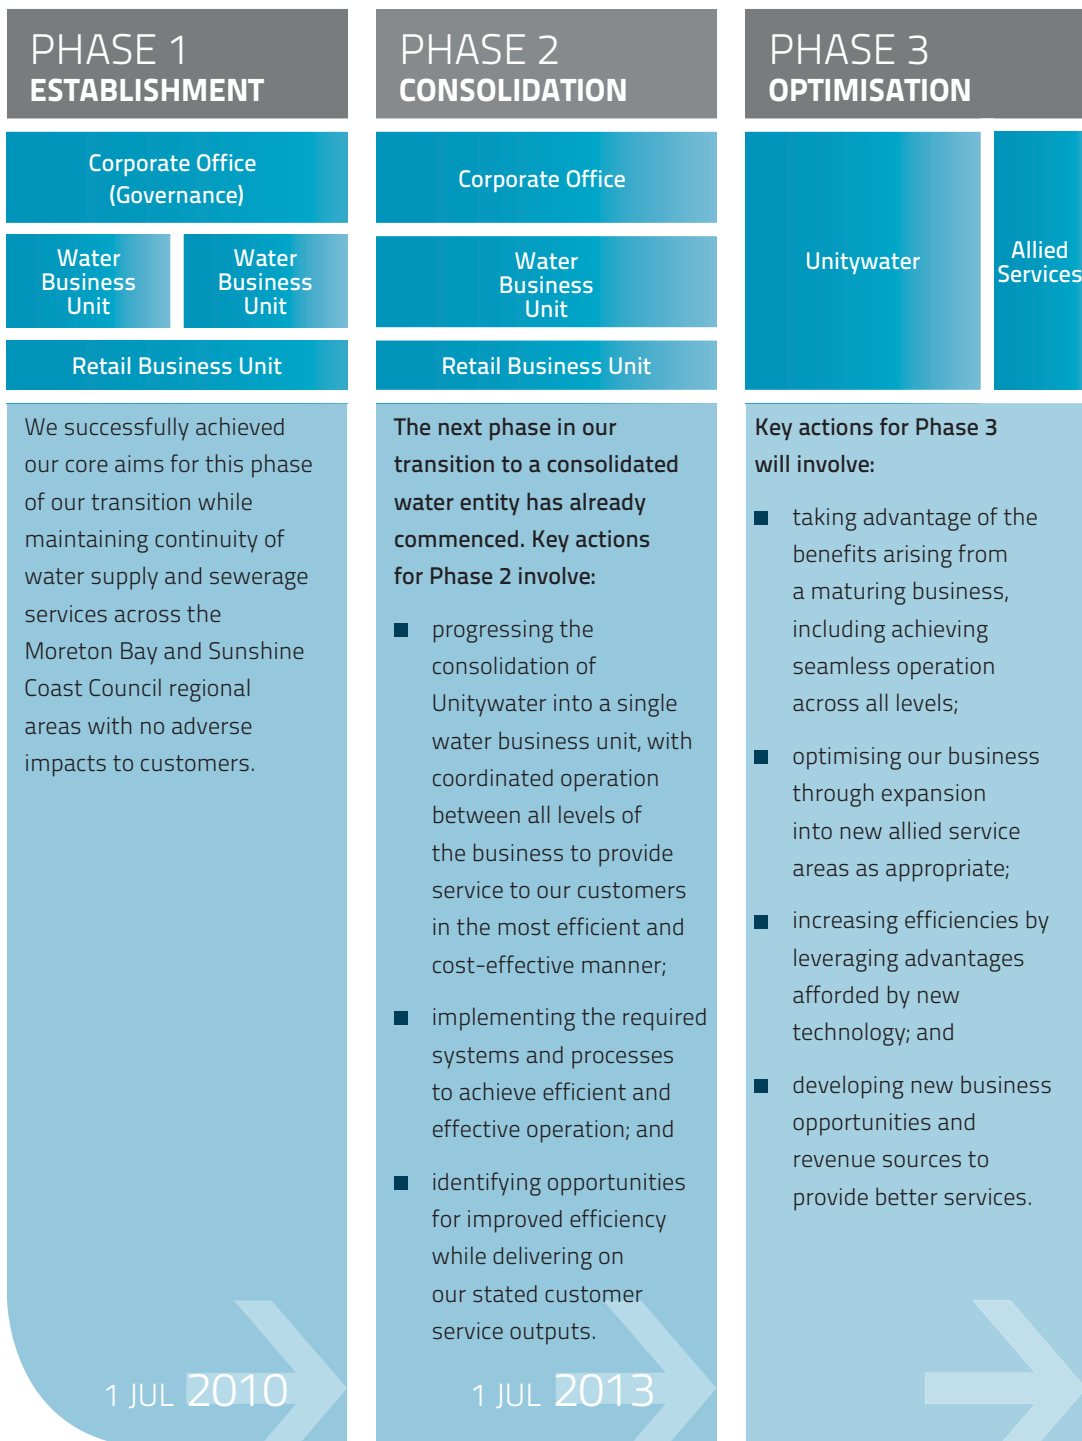 PHASE 1
ESTABLISHMENT
Corporate Office
(Governance)
Water
Business
Unit
Water
Business
Unit
Retail Business Unit
We successfully achieved
our core aims for this phase
of our transition while
maintaining continuity of
water supply and sewerage
services across the
Moreton Bay and Sunshine
Coast Council regional
areas with no adverse
impacts to customers.
1 JUL 2010
PHASE 2
CONSOLIDATION
Corporate Office
Water
Business
Unit
Retail Business Unit
The next phase in our
transition to a consolidated
water entity has already
commenced. Key actions
for Phase 2 involve:
progressing the
consolidation of
Unitywater into a single
water business unit, with
coordinated operation
between all levels of
the business to provide
service to our customers
in the most efficient and
cost-effective manner;
implementing the required
systems and processes
to achieve efficient and
effective operation; and
identifying opportunities
for improved efficiency
while delivering on
our stated customer
service outputs.
1 JUL 2013
PHASE 3
OPTIMISATION
Unitywater
Allied
Services
Key actions for Phase 3
will involve:
taking advantage of the
benefits arising from
a maturing business,
including achieving
seamless operation
across all levels;
optimising our business
through expansion
into new allied service
areas as appropriate;
increasing efficiencies by
leveraging advantages
afforded by new
technology; and
developing new business
opportunities and
revenue sources to
provide better services.